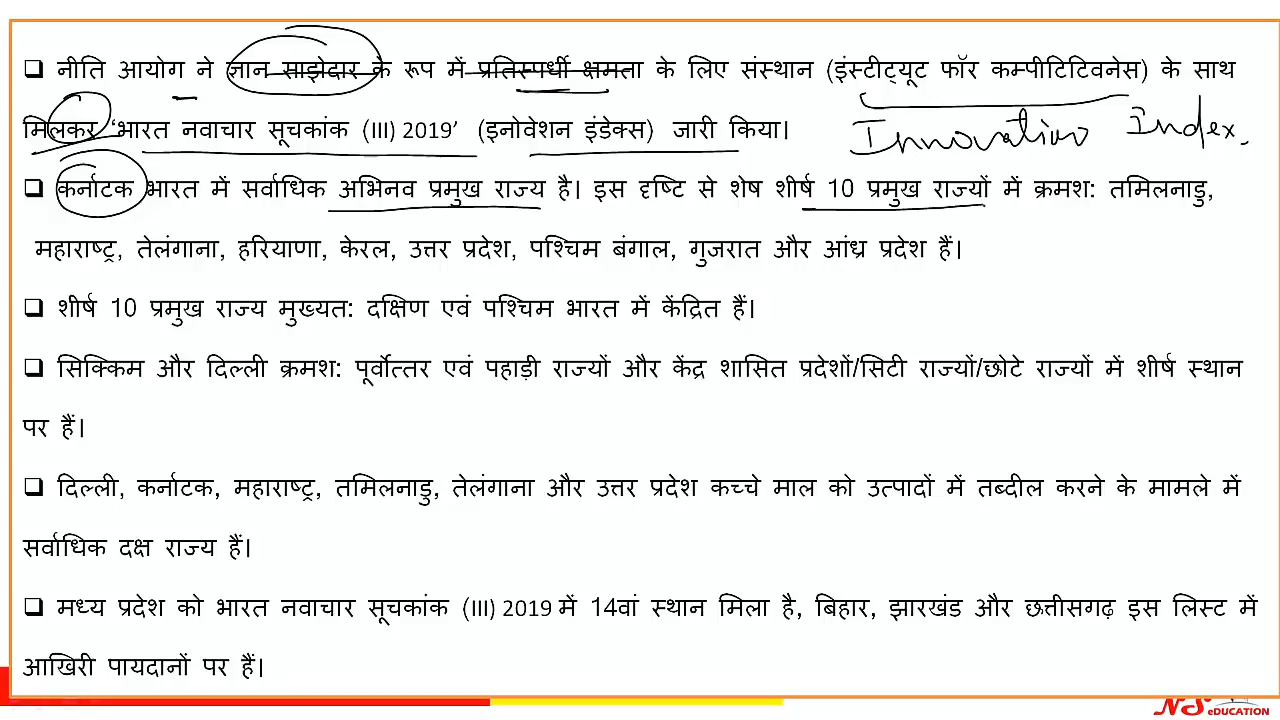 ❑ नीति आयोग ने ज्ञान साझेदार के रूप में प्रतिस्पर्धी क्षमता के लिए संस्थान (इंस्टीट्यूट फॉर कम्पीटिटिवनेस) के साथ
मिलकर ‘भारत नवाचार सूचकांक (III) 2019’ (इनोवेशन इंडेक्स) जारी किया।
Innovation Index.
❑ कर्नाटक भारत में सर्वाधिक अभिनव प्रमुख राज्य है। इस दृष्टि से शेष शीर्ष 10 प्रमुख राज्यों में क्रमश: तमिलनाडु,
महाराष्ट्र, तेलंगाना, हरियाणा, केरल, उत्तर प्रदेश, पश्चिम बंगाल, गुजरात और आंध्र प्रदेश हैं।
❑ शीर्ष 10 प्रमुख राज्य मुख्यत: दक्षिण एवं पश्चिम भारत में केंद्रित हैं।
❑ सिक्किम और दिल्ली क्रमश: पूर्वोत्तर एवं पहाड़ी राज्यों और केंद्र शासित प्रदेशों/सिटी राज्यों/छोटे राज्यों में शीर्ष स्थान
पर हैं।
❑ दिल्ली, कर्नाटक, महाराष्ट्र, तमिलनाडु, तेलंगाना और उत्तर प्रदेश कच्चे माल को उत्पादों में तब्दील करने के मामले में
सर्वाधिक दक्ष राज्य हैं।
❑ मध्य प्रदेश को भारत नवाचार सूचकांक (III) 2019 में 14वां स्थान मिला है, बिहार, झारखंड और छत्तीसगढ़ इस लिस्ट में
आखिरी पायदानों पर हैं।
NS eDUCATION